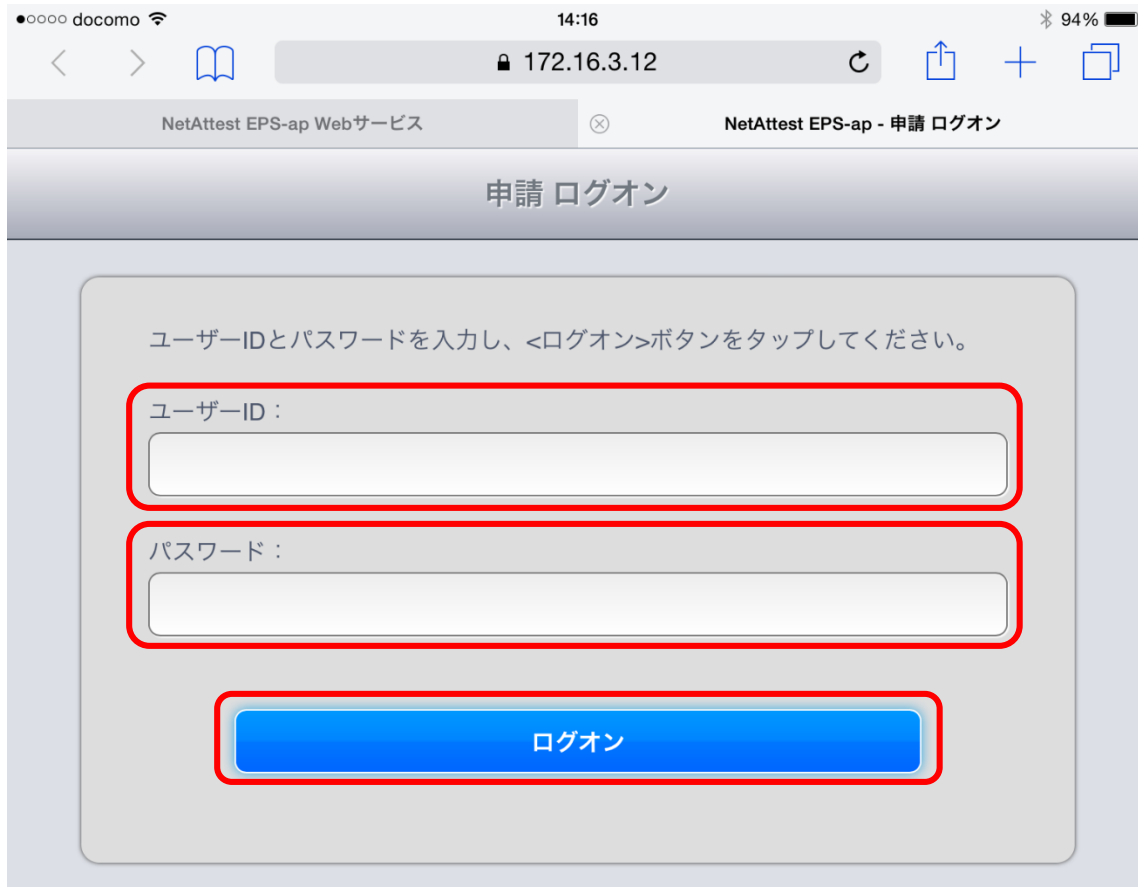 ●○○○○ docomo 14:16 94%
172.16.3.12
NetAttest EPS-ap Webサービス NetAttest EPS-ap - 申請 ログオン
申請 ログオン
ユーザーIDとパスワードを入力し、<ログオン>ボタンをタップしてください。
ユーザーID：
パスワード：
ログオン